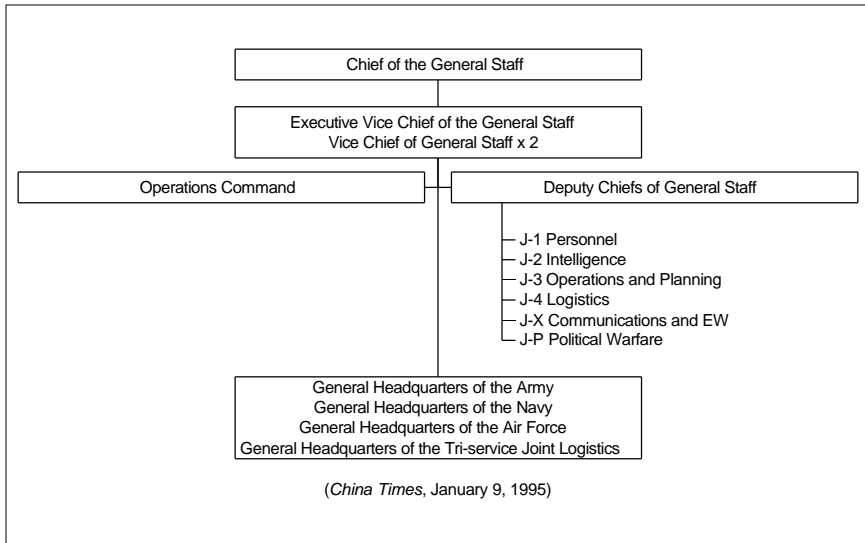 Chief of the General Staff
Executive Vice Chief of the General Staff
Vice Chief of General Staff x 2
Operations Command
Deputy Chiefs of General Staff
J-1 Personnel
J-2 Intelligence
J-3 Operations and Planning
J-4 Logistics
J-X Communications and EW
J-P Political Warfare
General Headquarters of the Army
General Headquarters of the Navy
General Headquarters of the Air Force
General Headquarters of the Tri-service Joint Logistics
(China Times, January 9, 1995)